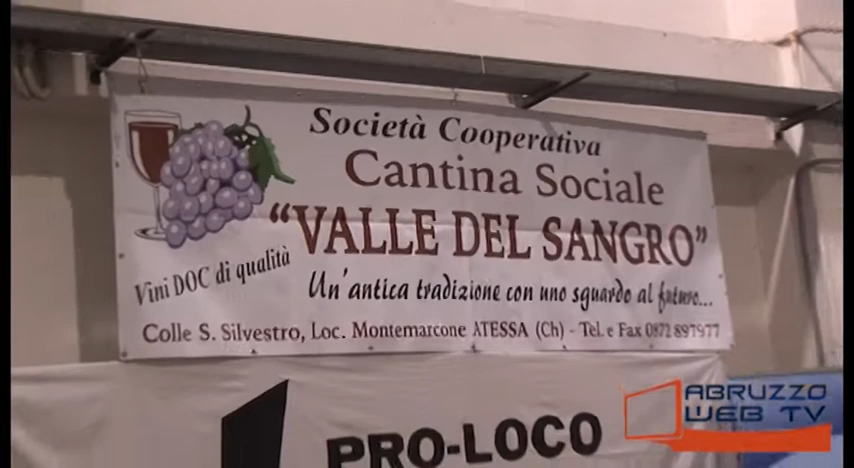 Società Cooperativa
Cantina Sociale
"VALLE DEL SANGRO"
Vini DOC di qualità
Un'antica tradizione con uno sguardo al futuro...
Colle S. Silvestro, Loc. Montemarcone ATESSA (Ch) - Tel. e Fax 0872 897977
PRO-LOCO
ABRUZZO
WEB TV